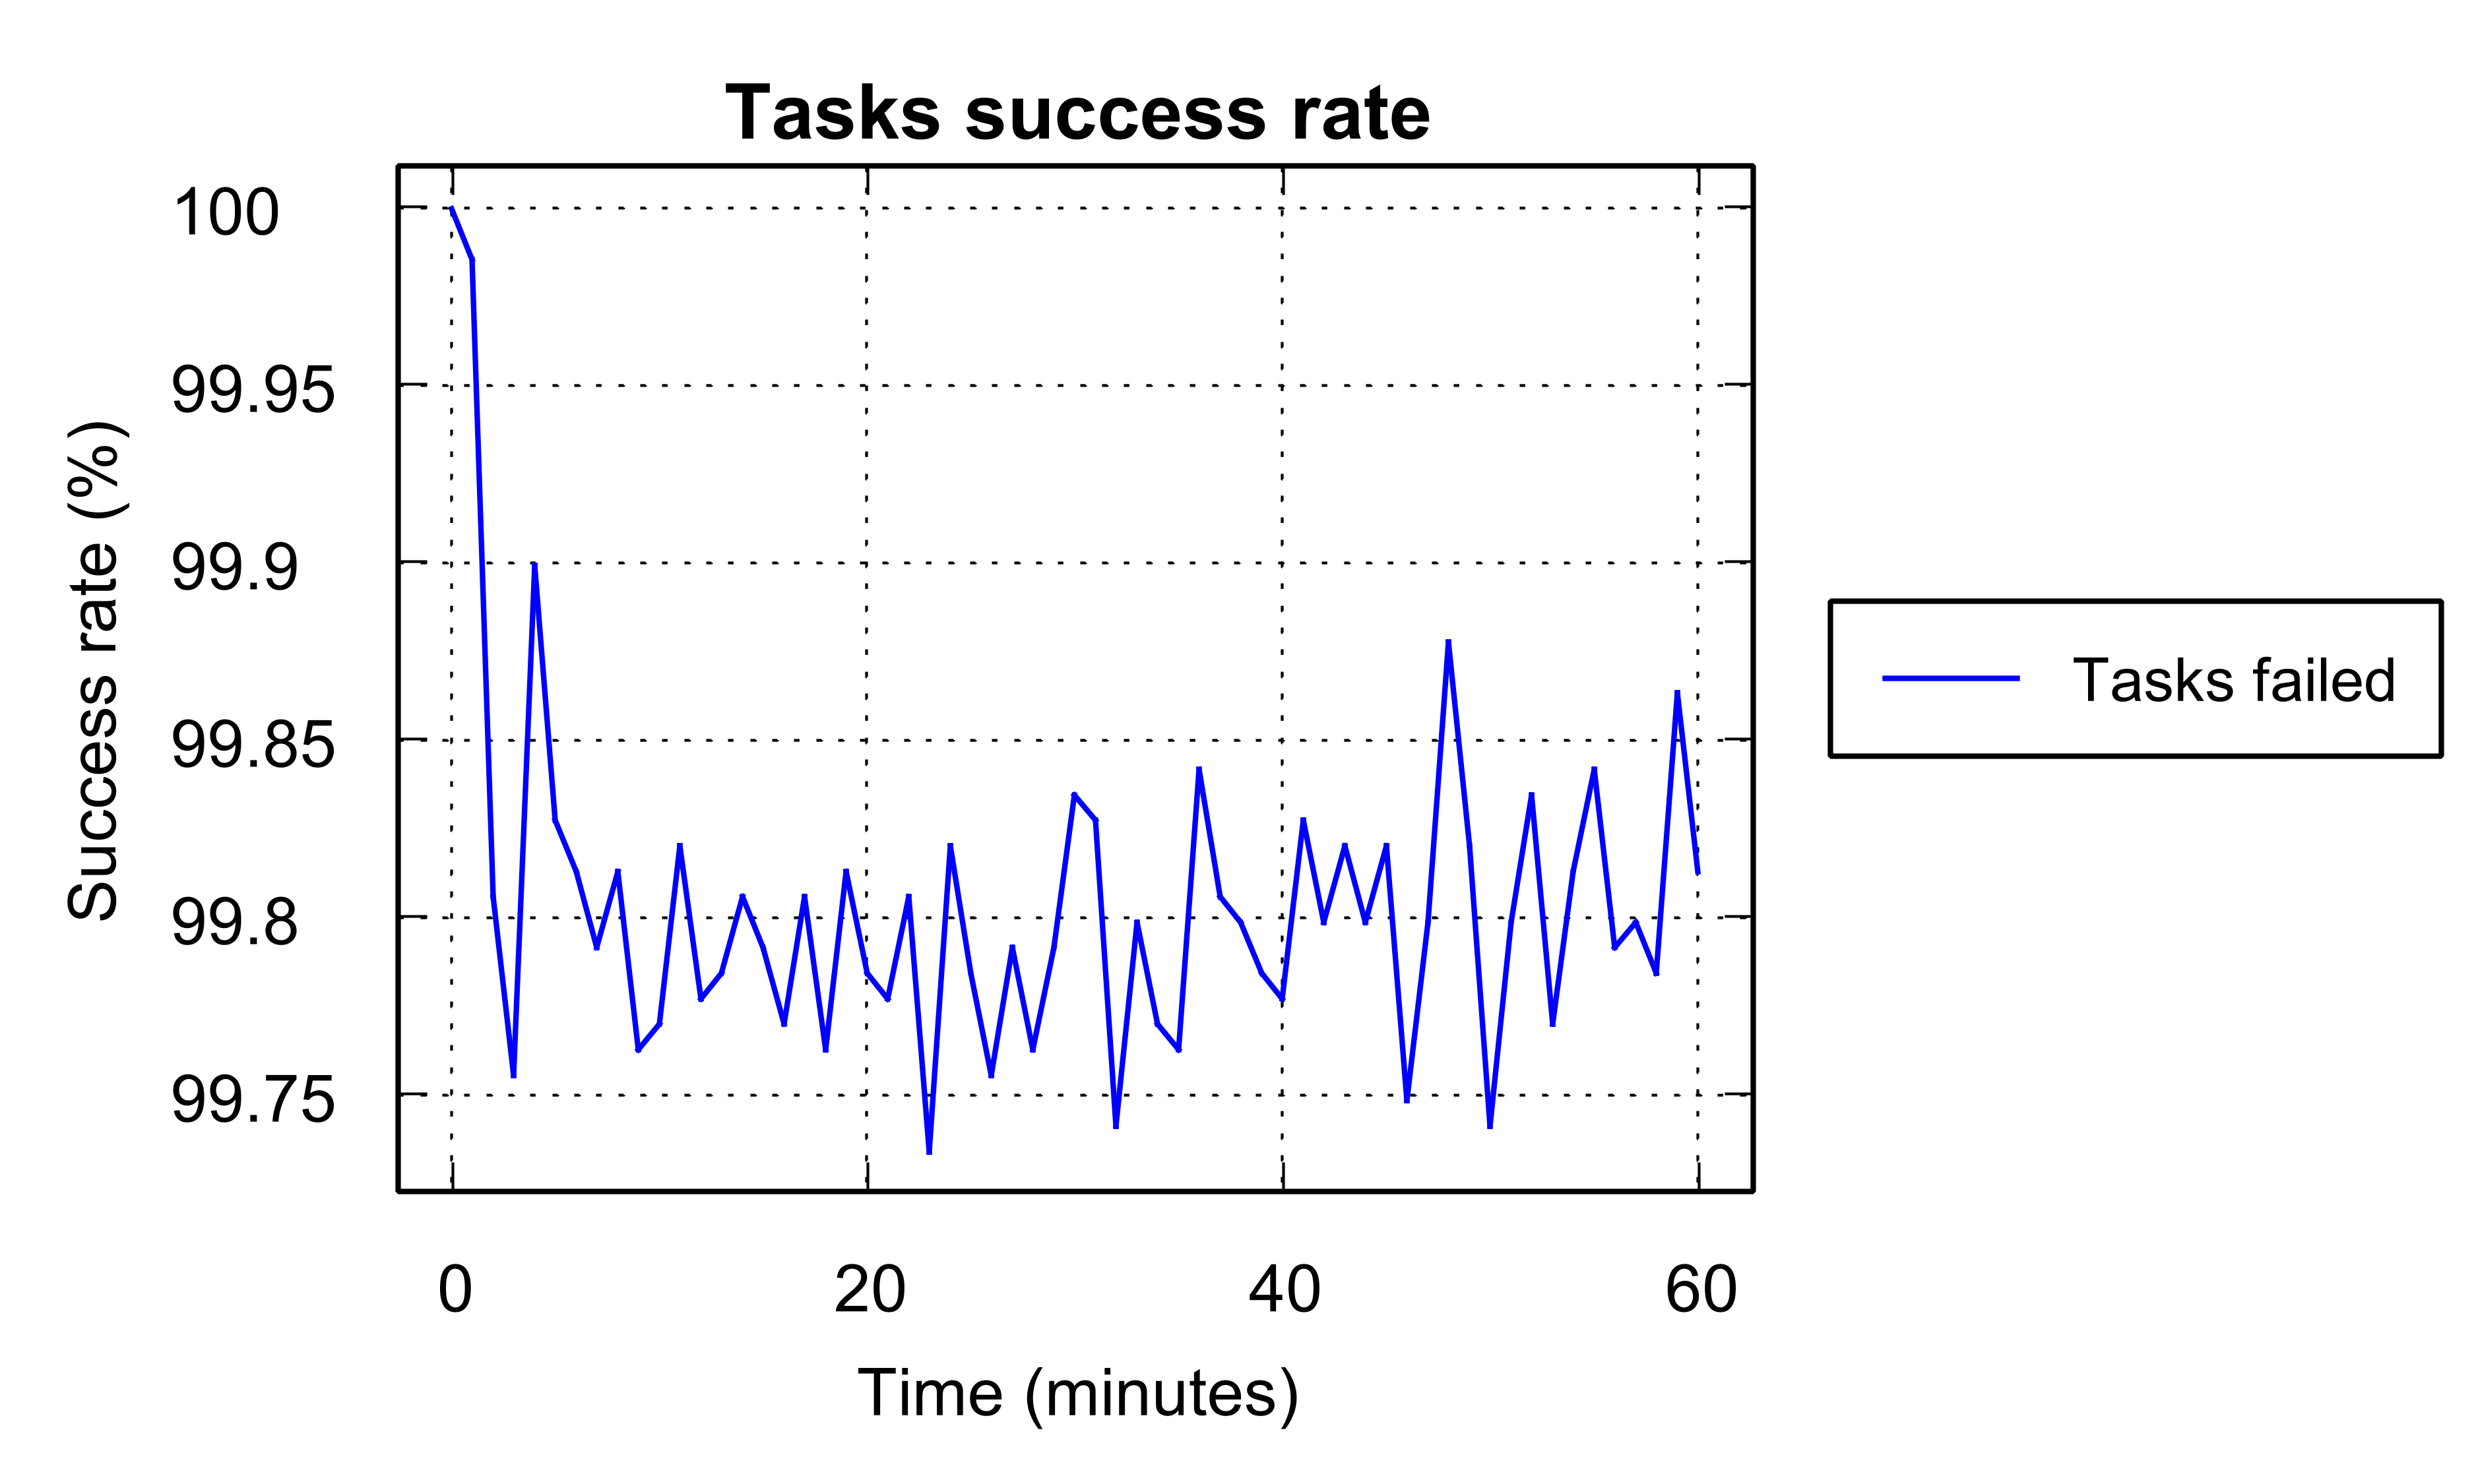 Tasks success rate
100
99.95
99.9
99.85
99.8
99.75
Success rate (%)
0 20 40 60
Time (minutes)
Tasks failed